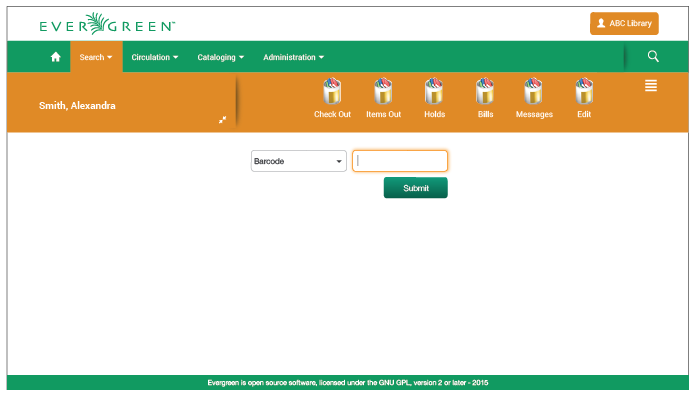 EVERGREEN™
ABC Library
Search Circulation Cataloging Administration
Smith, Alexandra
Check Out Items Out Holds Bills Messages Edit
Barcode
Submit
Evergreen is open source software, licensed under the GNU GPL, version 2 or later - 2015